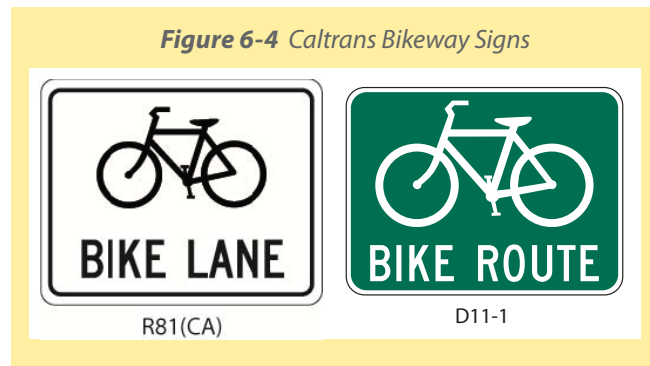 Figure 6-4 Caltrans Bikeway Signs
BIKE LANE
R81(CA)
BIKE ROUTE
D11-1